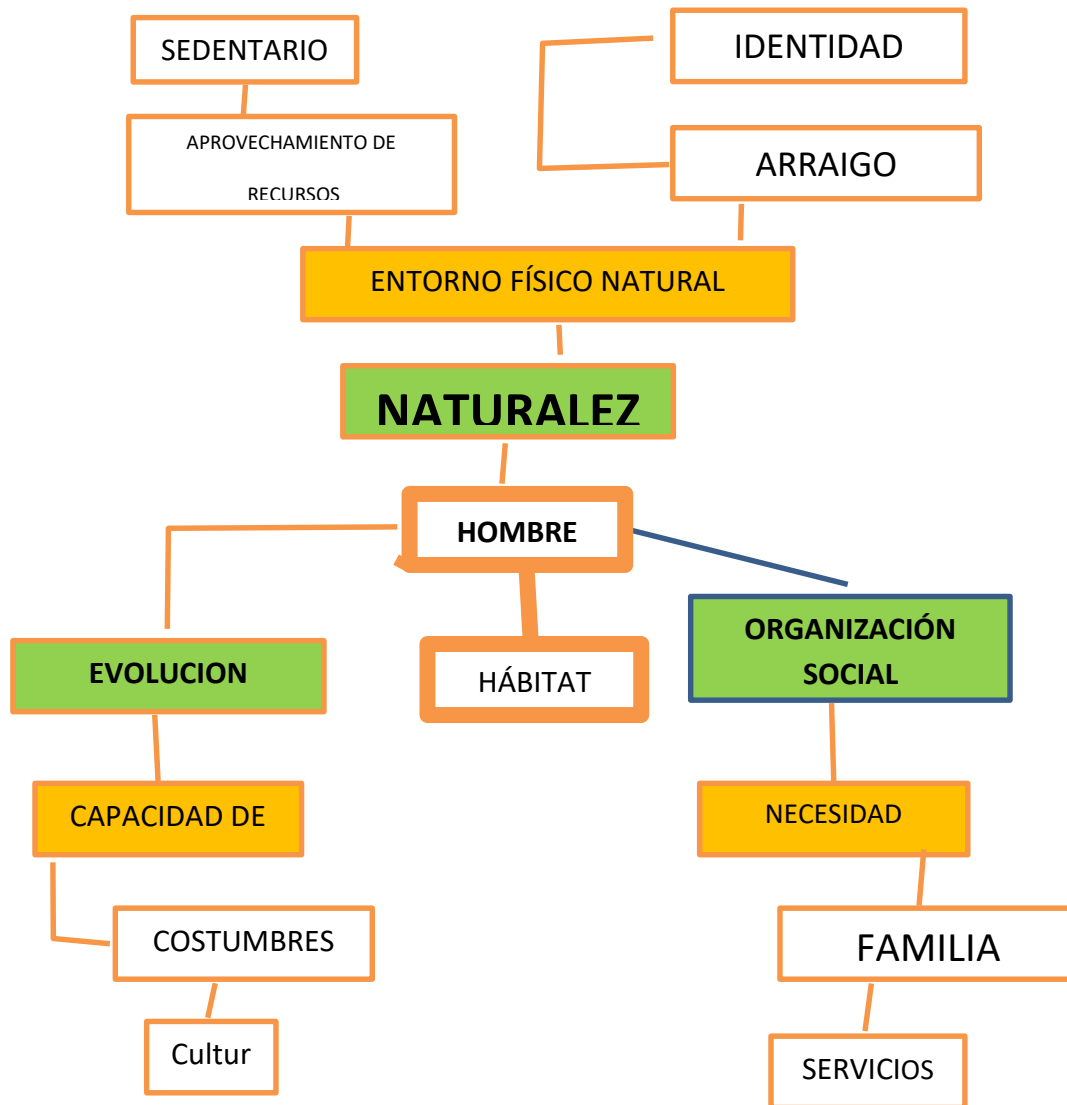 SEDENTARIO
IDENTIDAD
APROVECHAMIENTO DE
RECURSOS
ARRAIGO
ENTORNO FÍSICO NATURAL
NATURALEZ
HOMBRE
ORGANIZACIÓN
SOCIAL
EVOLUCION
HÁBITAT
CAPACIDAD DE
NECESIDAD
COSTUMBRES
FAMILIA
Cultur
SERVICIOS